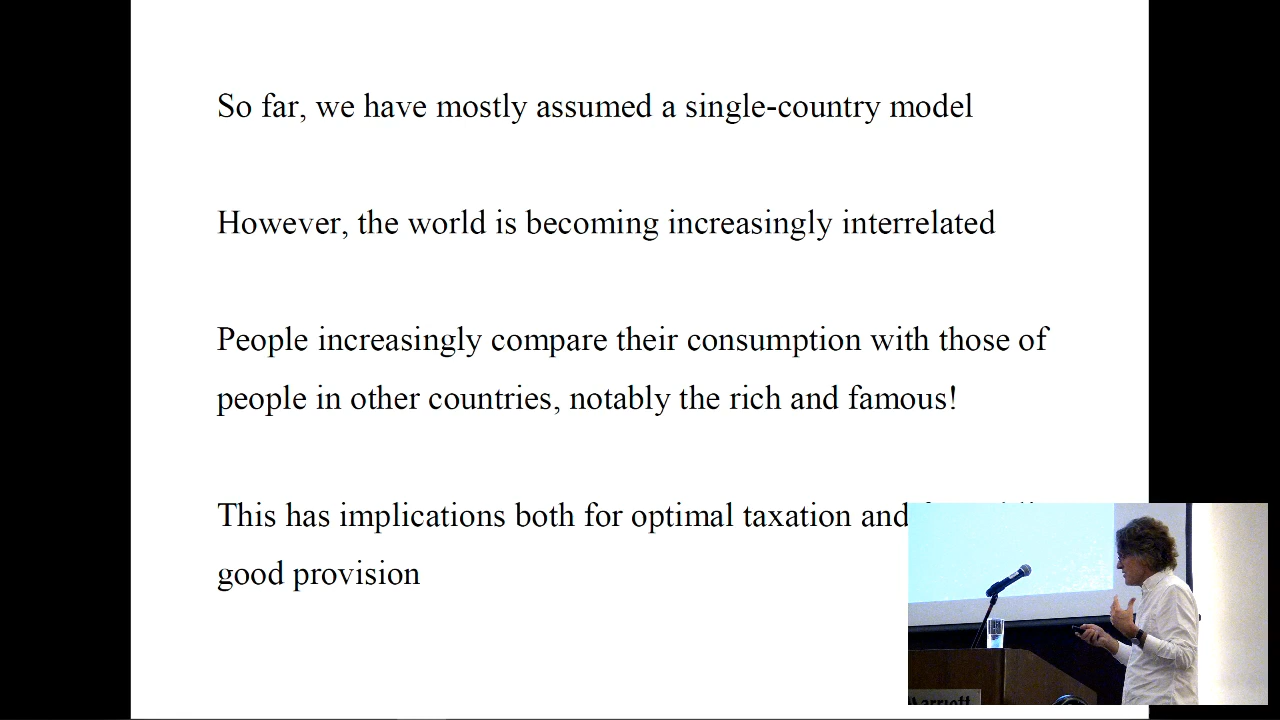 So far, we have mostly assumed a single-country model
However, the world is becoming increasingly interrelated
People increasingly compare their consumption with those of
people in other countries, notably the rich and famous!
This has implications both for optimal taxation and
good provision
Marriott